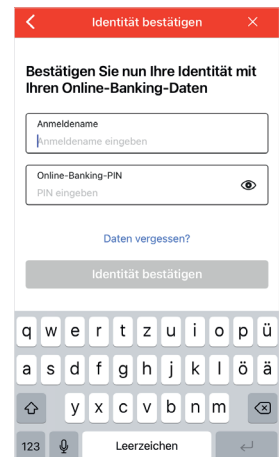 Identität bestätigen
Bestätigen Sie nun Ihre Identität mit
Ihren Online-Banking-Daten
Anmeldename
Anmeldename eingeben
Online-Banking-PIN
PIN eingeben
Daten vergessen?
Identität bestätigen
q w e r t z u i o p ü
a s d f g h j k l ö ä
y x c v b n m
123 Leerzeichen